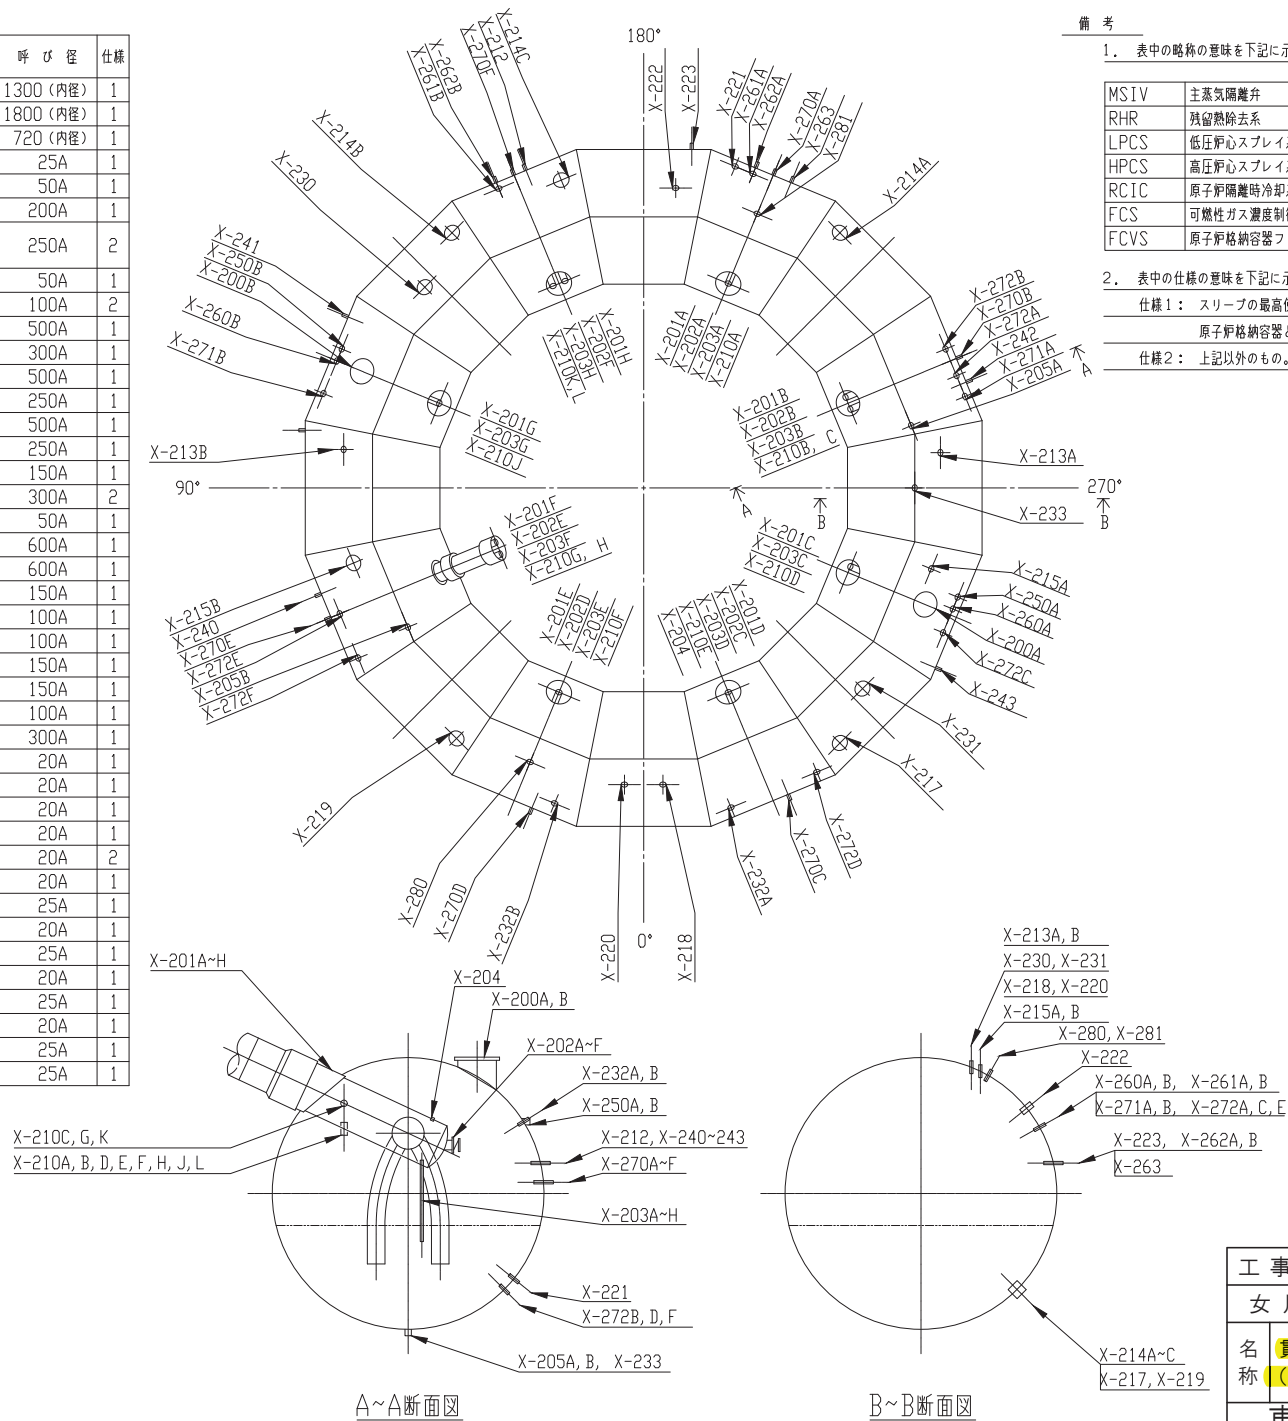 呼び径 仕様
1300（内径） 1
1800（内径） 1
720（内径） 1
25A 1
50A 1
200A 1
250A 2
50A 1
100A 2
500A 1
300A 1
500A 1
250A 1
500A 1
250A 1
150A 1
300A 2
50A 1
600A 1
600A 1
150A 1
100A 1
100A 1
150A 1
150A 1
100A 1
300A 1
20A 1
20A 1
20A 1
20A 1
20A 2
20A 1
25A 1
20A 1
25A 1
20A 1
25A 1
20A 1
25A 1
25A 1
備考
1. 表中の略称の意味を下記に
MSIV 主蒸気隔離弁
RHR 残留熱除去系
LPCS 低圧炉心スプレイ
HPCS 高圧炉心スプレイ
RCIC 原子炉隔離時冷却
FCS 可燃性ガス濃度制
FCVS 原子炉格納容器フ
2. 表中の仕様の意味を下記に
仕様1： スリーブの最高
原子炉格納容器
仕様2： 上記以外のもの。
180°
X-261B
X-262B
X-270F
X-212
X-214C
X-222
X-223
X-221
X-261A
X-262A
X-270A
X-263
X-281
X-214B
X-230
X-214A
X-241
X-250B
X-200B
X-260B
X-271B
X-272B
X-270B
X-272A
X-242
X-271A
X-205A
A
X-210K, L
X-203H
X-202F
X-201H
X-201A
X-202A
X-203A
X-210A
X-201G
X-203G
X-210J
X-201B
X-202B
X-203B
X-210B, C
X-213B
X-213A
90°
270°
A
B
B
X-233
X-201F
X-202E
X-203F
X-210G, H
X-201C
X-203C
X-210D
X-201E
X-202D
X-203E
X-210F
X-204
X-210E
X-203D
X-202C
X-201D
X-215B
X-240
X-270E
X-272E
X-205B
X-272F
X-215A
X-250A
X-260A
X-200A
X-272C
X-243
X-231
X-217
X-219
X-280
X-270D
X-232B
X-220
0°
X-218
X-232A
X-270C
X-272D
X-201A~H
X-204
X-200A, B
X-202A~F
X-232A, B
X-250A, B
X-212, X-240~243
X-270A~F
X-203A~H
X-210C, G, K
X-210A, B, D, E, F, H, J, L
X-221
X-272B, D, F
X-205A, B, X-233
A~A断面図
X-213A, B
X-230, X-231
X-218, X-220
X-215A, B
X-280, X-281
X-222
X-260A, B, X-261A, B
X-271A, B, X-272A, C, E
X-223, X-262A, B
X-263
X-214A~C
X-217, X-219
B~B断面図
工事
女
名
称 （